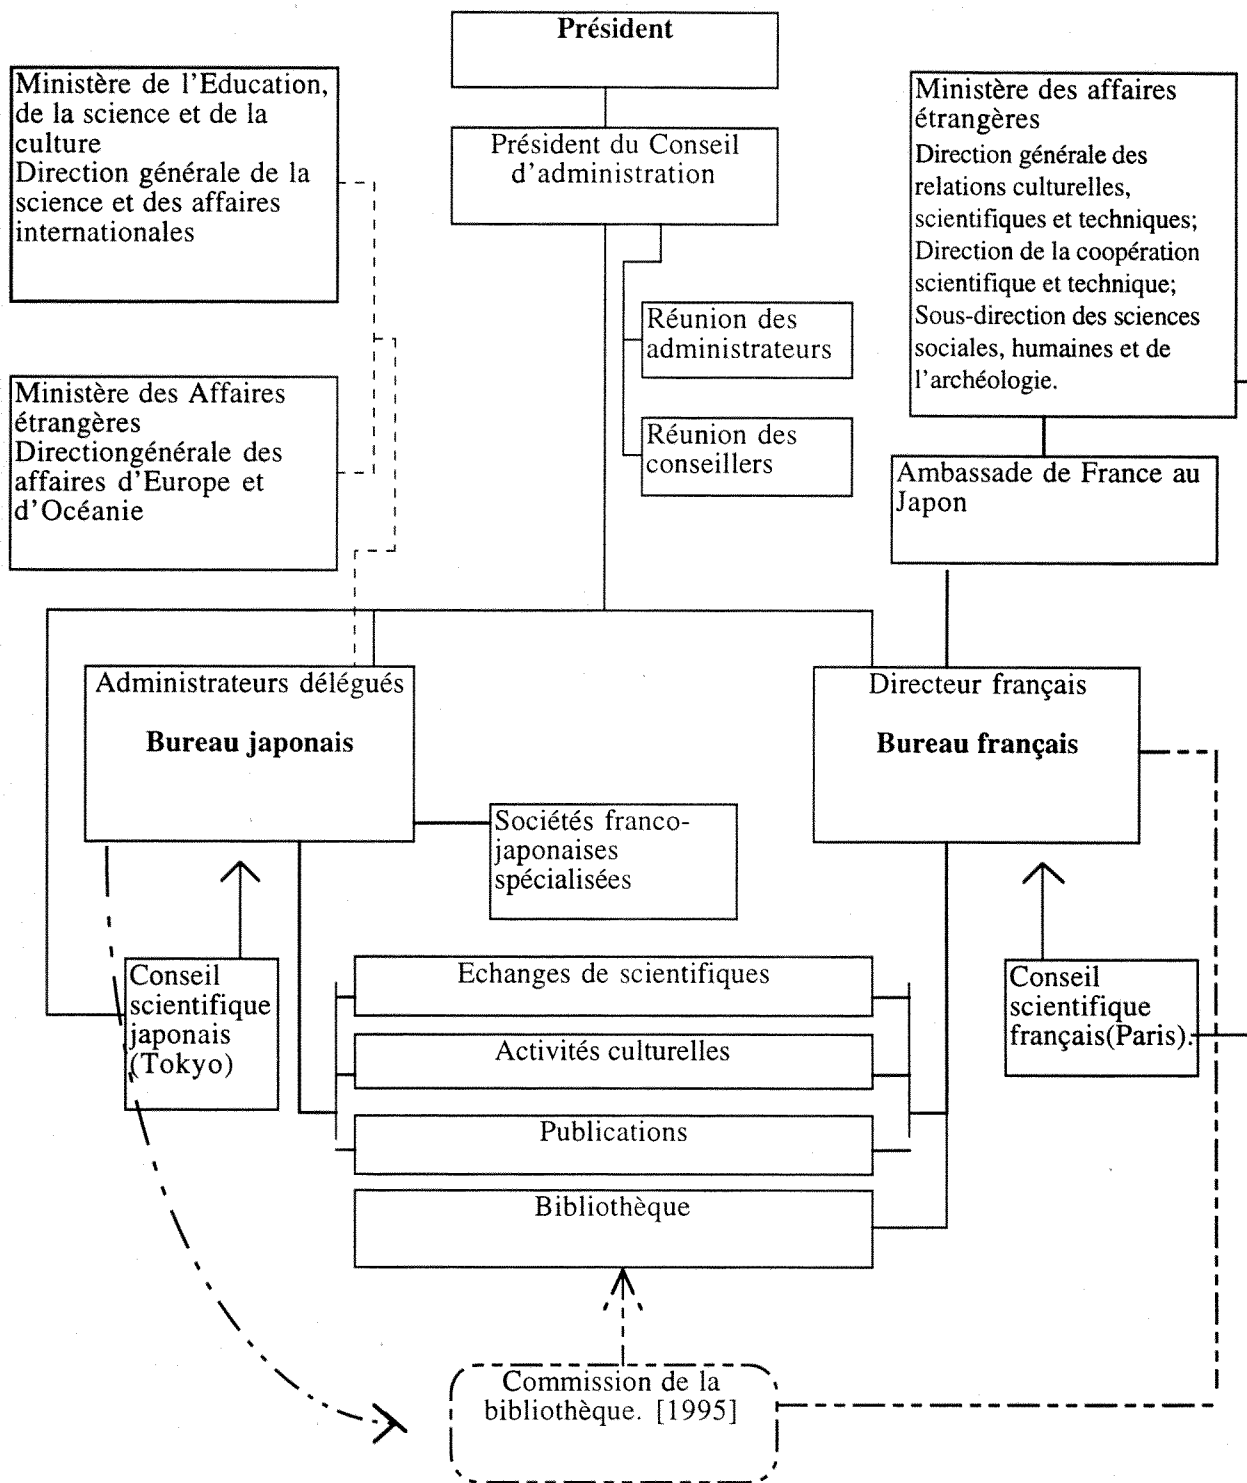 Président
Ministère de l'Education,
de la science et de la
culture
Direction générale de la
science et des affaires
internationales
Président du Conseil
d'administration
Ministère des affaires
étrangères
Direction générale des
relations culturelles,
scientifiques et techniques;
Direction de la coopération
scientifique et technique;
Sous-direction des sciences
sociales, humaines et de
l'archéologie.
Réunion des
administrateurs
Ministère des Affaires
étrangères
Directiongénérale des
affaires d'Europe et
d'Océanie
Réunion des
conseillers
Ambassade de France au
Japon
Administrateurs délégués
Bureau japonais
Directeur français
Bureau français
Sociétés franco-
japonaises
spécialisées
Conseil
scientifique
japonais
(Tokyo)
Echanges de scientifiques
Activités culturelles
Publications
Bibliothèque
Conseil
scientifique
français(Paris).
Commission de la
bibliothèque. [1995]